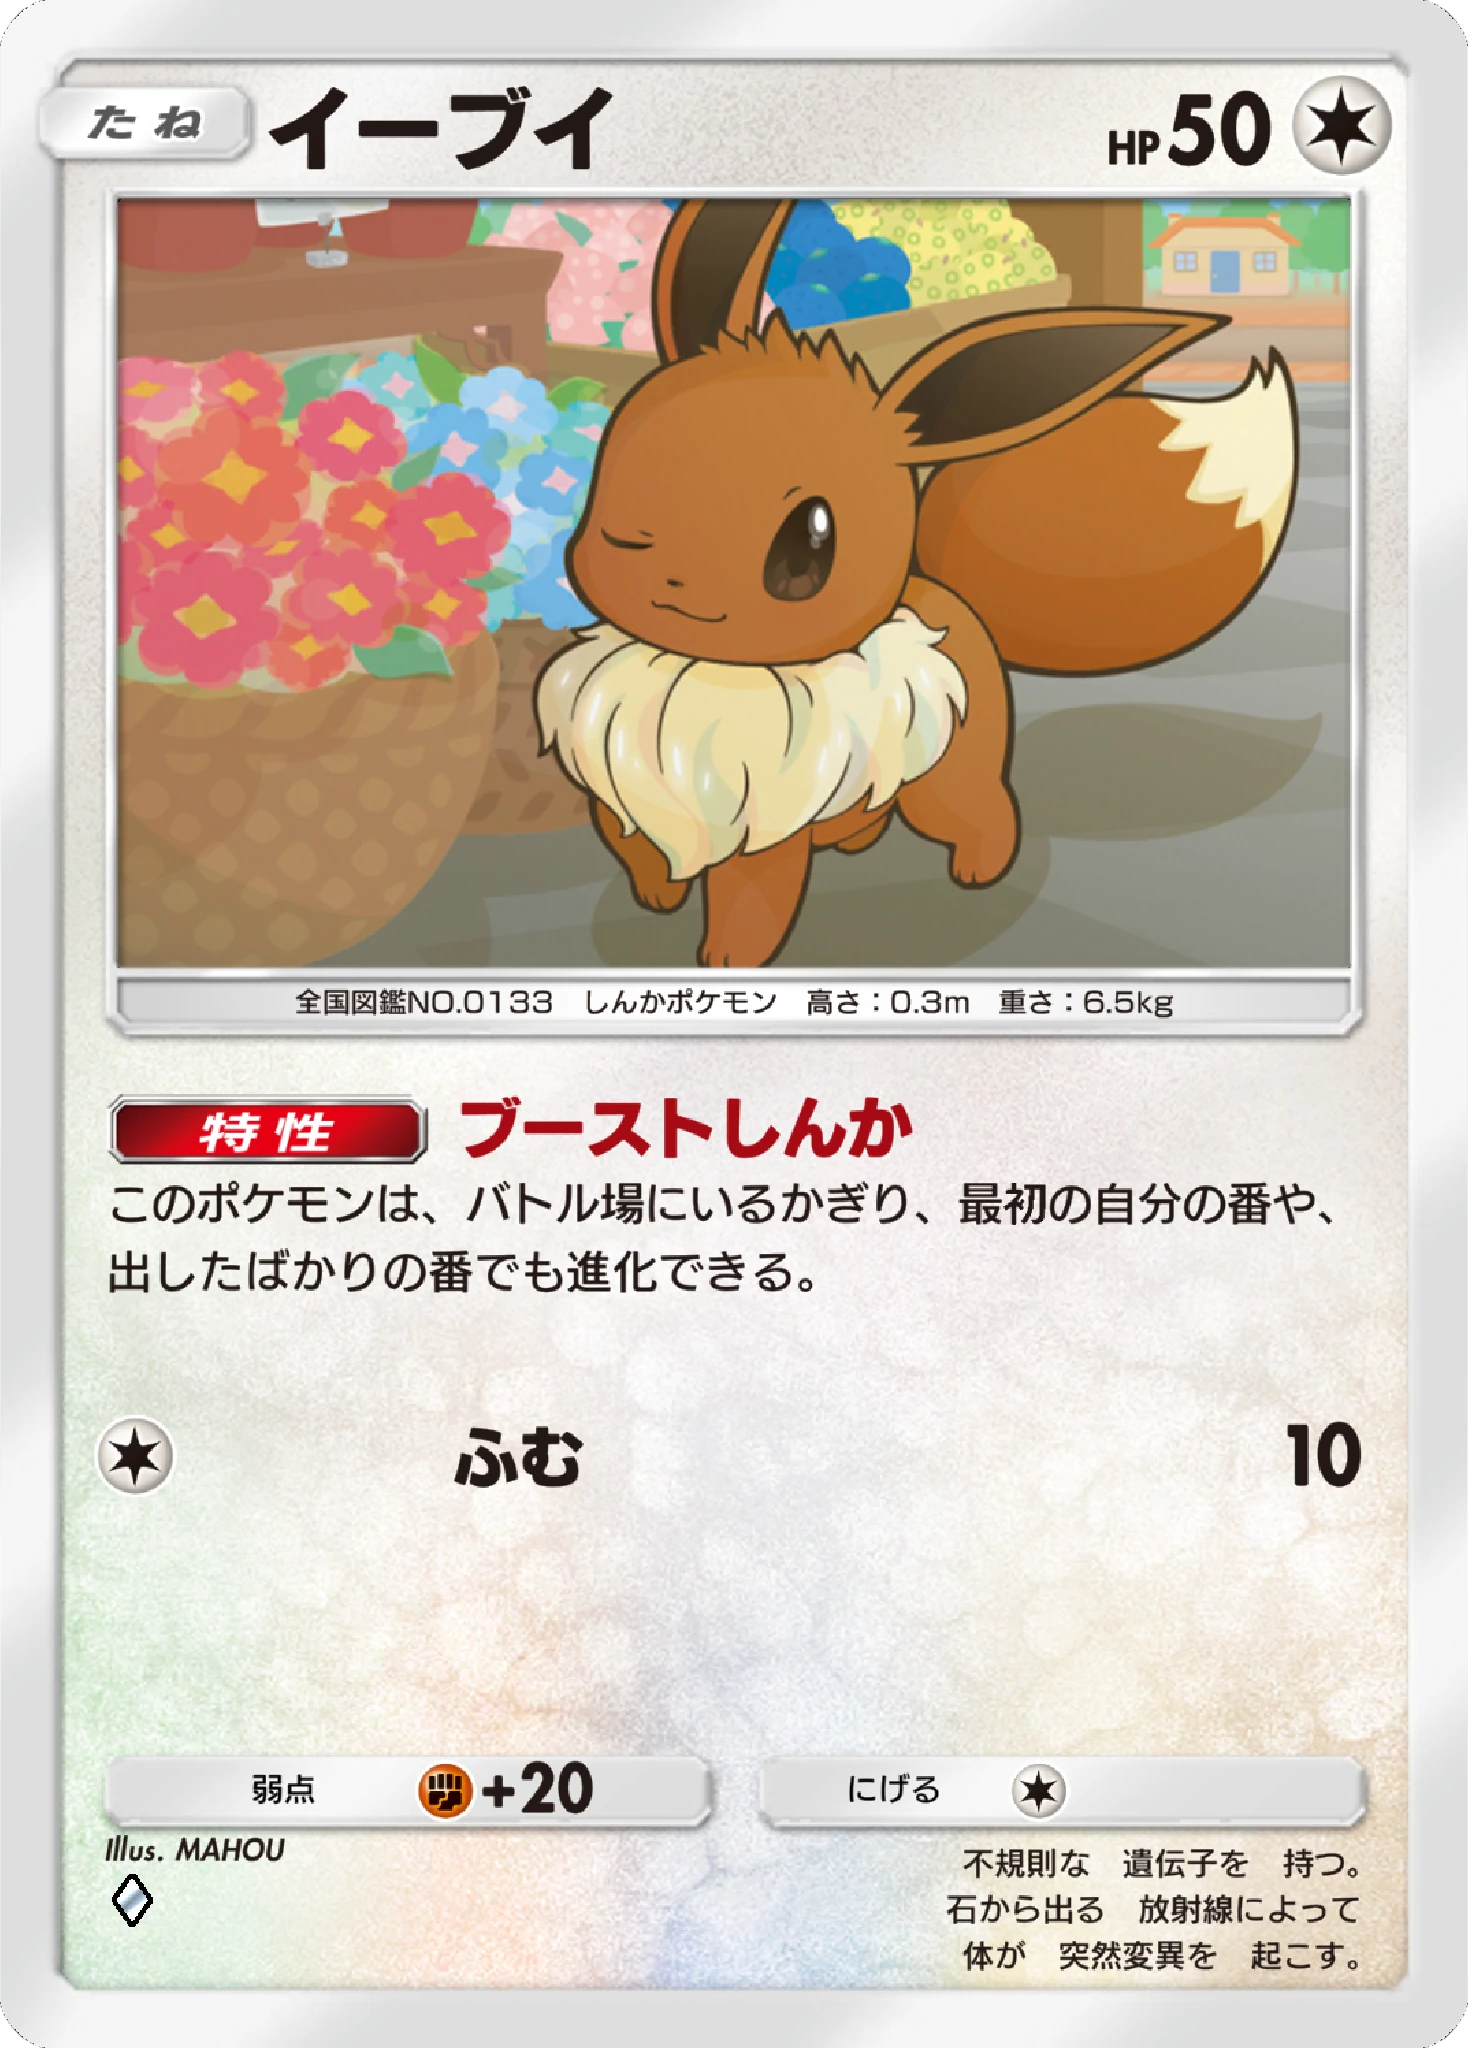 たね イーブイ HP50
全国図鑑NO.0133 しんかポケモン 高さ：0.3m 重さ：6.5kg
特性 ブーストしんか
このポケモンは、バトル場にいるかぎり、最初の自分の番や、
出したばかりの番でも進化できる。
ふむ 10
弱点 +20 にげる
Illus. MAHOU
不規則な 遺伝子を 持つ。
石から出る 放射線によって
体が 突然変異を 起こす。